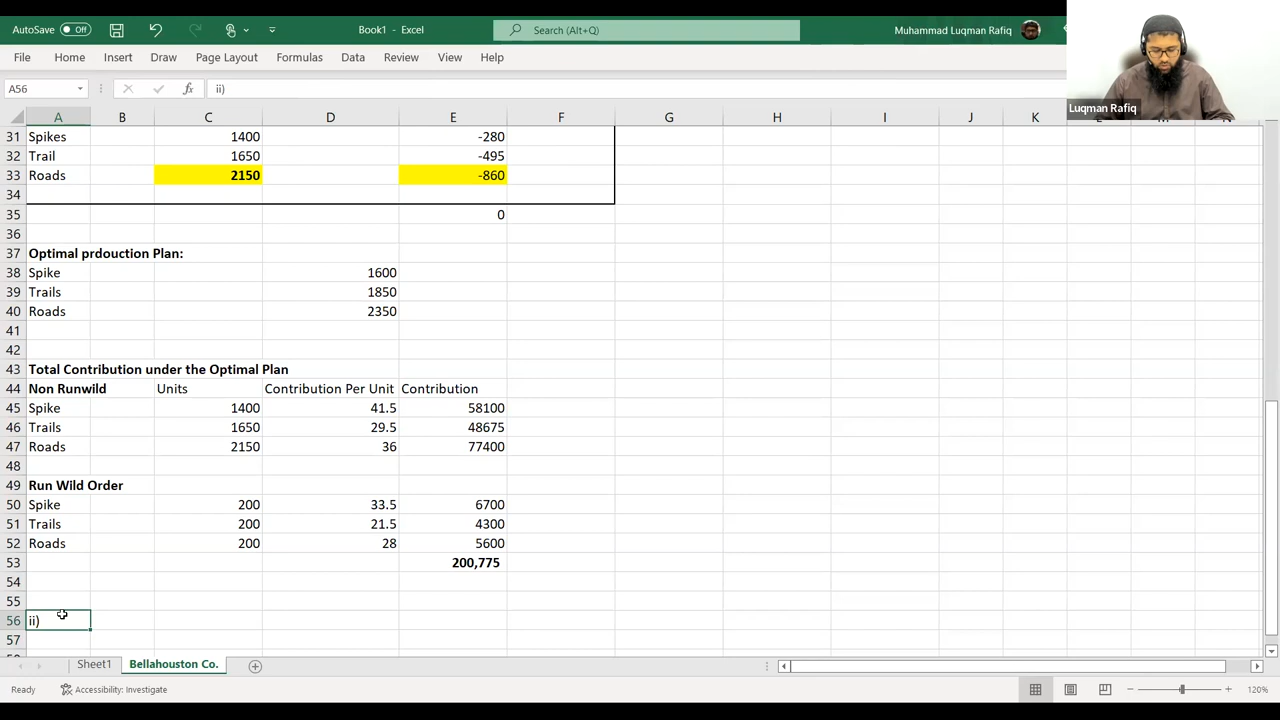 AutoSave Off Book1 - Excel Search (Alt+Q) Muhammad Luqman Rafiq
File Home Insert Draw Page Layout Formulas Data Review View Help
Luqman Rafiq
A56 fx ii)
A B C D E F G H I J K
31 Spikes 1400 -280
32 Trail 1650 -495
33 Roads 2150 -860
34
35 0
36
37 Optimal prdouction Plan:
38 Spike 1600
39 Trails 1850
40 Roads 2350
41
42
43 Total Contribution under the Optimal Plan
44 Non Runwild Units Contribution Per Unit Contribution
45 Spike 1400 41.5 58100
46 Trails 1650 29.5 48675
47 Roads 2150 36 77400
48
49 Run Wild Order
50 Spike 200 33.5 6700
51 Trails 200 21.5 4300
52 Roads 200 28 5600
53 200,775
54
55
56 ii)
57
Sheet1 Bellahouston Co.
Ready Accessibility: Investigate 120%